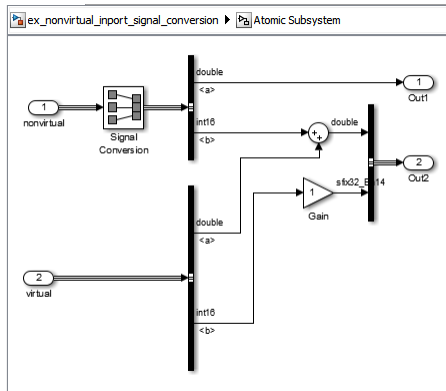 ex_nonvirtual_inport_signal_conversion ▶ Atomic Subsystem
double
<a>
1
Out1
1
nonvirtual
Signal
Conversion
int16
<b>
double
2
Out2
1
Gain
double
<a>
2
virtual
int16
<b>